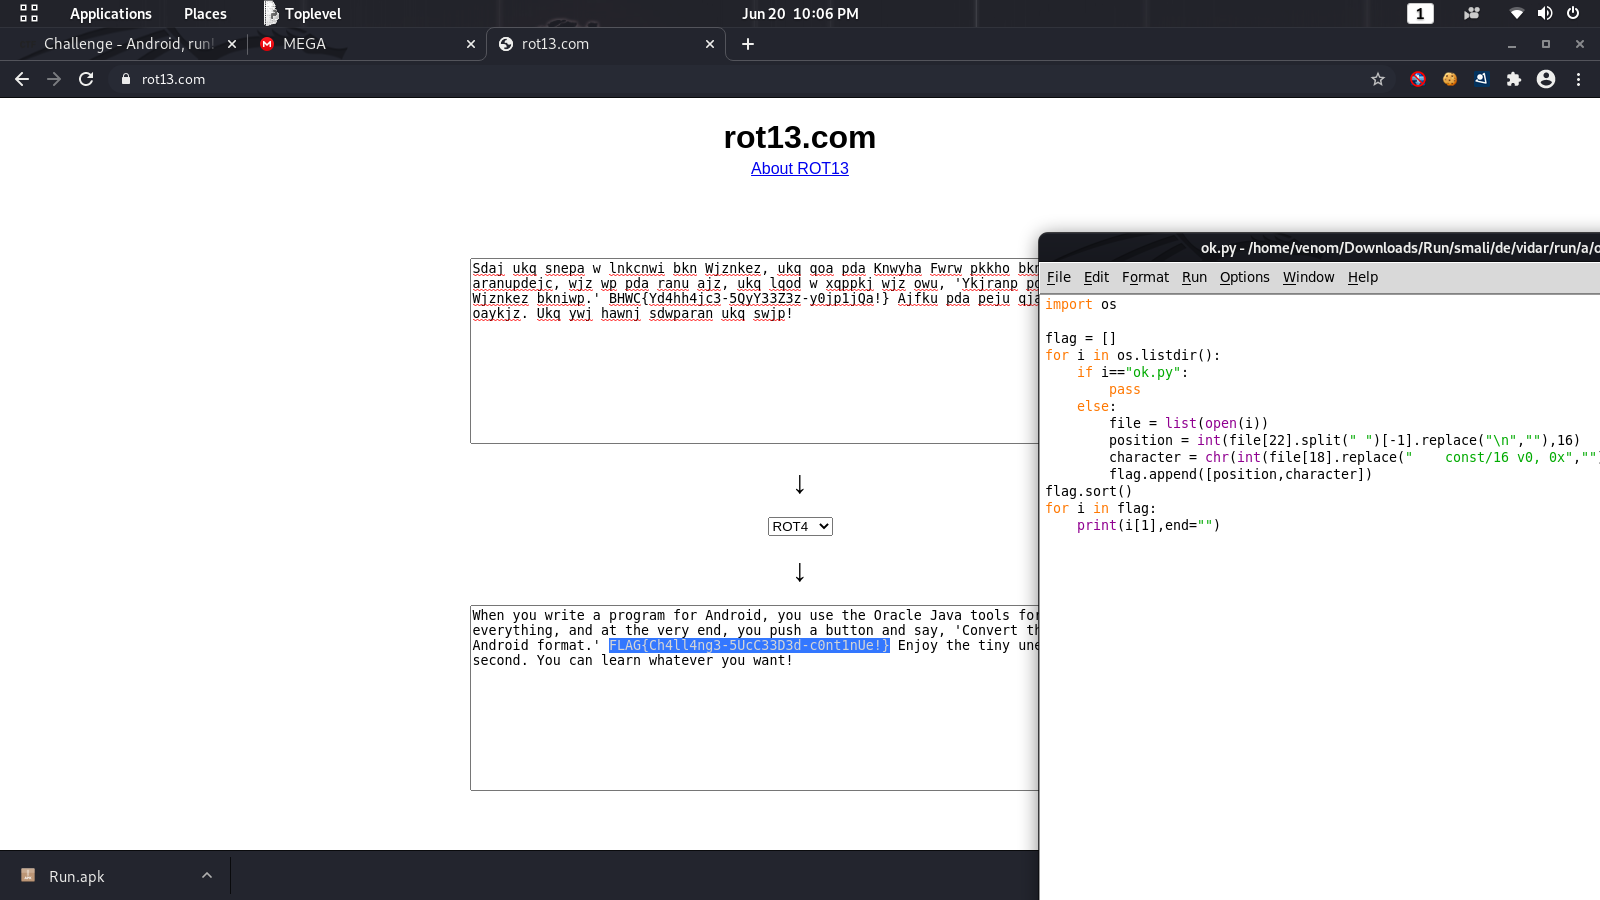 Applications Places Toplevel Jun 20 10:06 PM 1
Challenge - Android, run!
MEGA
rot13.com
rot13.com
rot13.com
About ROT13
Sdaj ukq snepa w lnkcnwi bkn Wjznkez, ukq qoa pda Knwyha Fwrw pkkho bkn
aranupdejc, wjz wp pda ranu ajz, ukq lqod w xqppkj wjz owu, 'Ykjranp
Wjznkez bkniwp.' BHWC{Yd4hh4jc3-5QyY33Z3z-y0jp1jQa!} Ajfku pda peju
oaykjz. Ukq ywj hawnj sdwparan ukq swjp!
↓
ROT4
↓
When you write a program for Android, you use the Oracle Java tools for
everything, and at the very end, you push a button and say, 'Convert
Android format.' FLAG{Ch4ll4ng3-5UcC33D3d-c0nt1nUe!} Enjoy the tiny
second. You can learn whatever you want!
ok.py - /home/venom/Downloads/Run/smali/de/vidar/run/a/
File Edit Format Run Options Window Help
import os
flag = []
for i in os.listdir():
    if i=="ok.py":
        pass
    else:
        file = list(open(i))
        position = int(file[22].split(" ")[-1].replace("\n",""),16)
        character = chr(int(file[18].replace("    const/16 v0, 0x","")
        flag.append([position,character])
flag.sort()
for i in flag:
    print(i[1],end="")
Run.apk